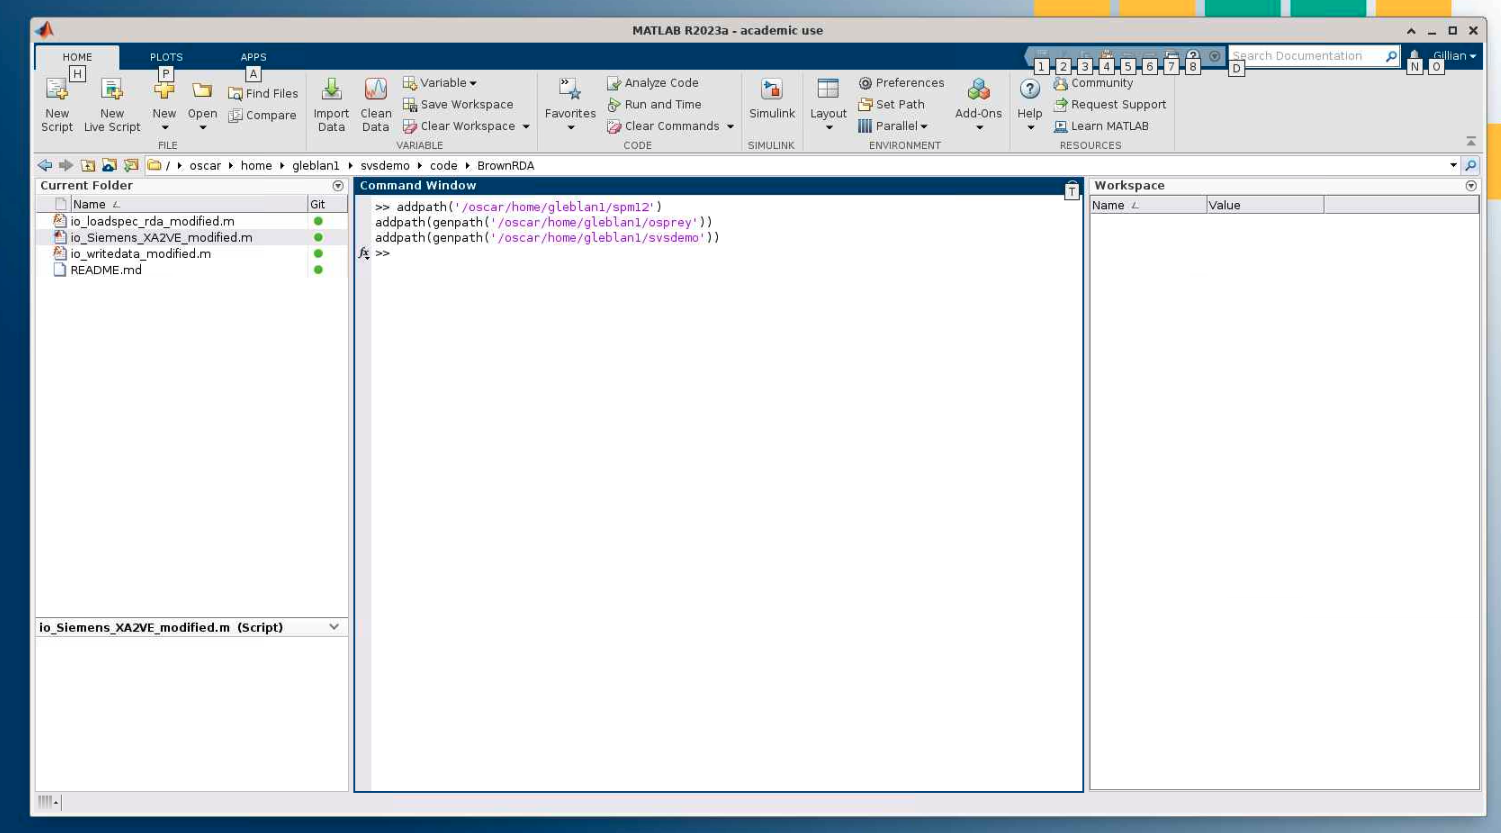 MATLAB R2023a - academic use
HOME PLOTS APPS
H P A
1 2 3 4 5 6 7 8
Search Documentation
D
N O
Gillian
New Script
New Live Script
New
Open
Find Files
Compare
FILE
Import Data
Clean Data
Variable
Save Workspace
Clear Workspace
VARIABLE
Favorites
Analyze Code
Run and Time
Clear Commands
CODE
Simulink
SIMULINK
Layout
Preferences
Set Path
Parallel
Add-Ons
ENVIRONMENT
? Help
Community
Request Support
Learn MATLAB
RESOURCES
/ oscar home gleblan1 svsdemo code BrownRDA
Current Folder
Name Git
io_loadspec_rda_modified.m
io_Siemens_XA2VE_modified.m
io_writedata_modified.m
README.md
io_Siemens_XA2VE_modified.m (Script)
Command Window
T
>> addpath('/oscar/home/gleblan1/spm12')
addpath(genpath('/oscar/home/gleblan1/osprey'))
addpath(genpath('/oscar/home/gleblan1/svsdemo'))
fx >>
Workspace
Name Value